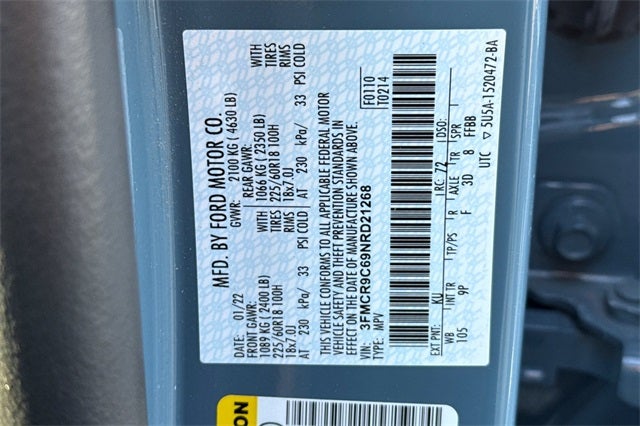 MFD. BY FORD MOTOR CO.
DATE: 01/22 GVWR: 2100 KG ( 4630 LB)
FRONT GAWR: REAR GAWR:
1089 KG ( 2400 LB) 1066 KG ( 2350 LB) WITH
225/60R18 100H 225/60R18 100H TIRES
18x7.0J 18x7.0J RIMS
AT 230 kPa/ 33 PSI COLD AT 230 kPa/ 33 PSI COLD
THIS VEHICLE CONFORMS TO ALL APPLICABLE FEDERAL MOTOR
VEHICLE SAFETY AND THEFT PREVENTION STANDARDS IN
EFFECT ON THE DATE OF MANUFACTURE SHOWN ABOVE.
VIN: 3FMCR9C69NRD21268 F0110
TYPE: MPV T0214
EXT PNT: KU RC: 72 DSO:
WB INT TR TP/PS R AXLE TR SPR
105 9P F 3D 8 FFBB
UTC ▽ 5U5A-1520472-BA